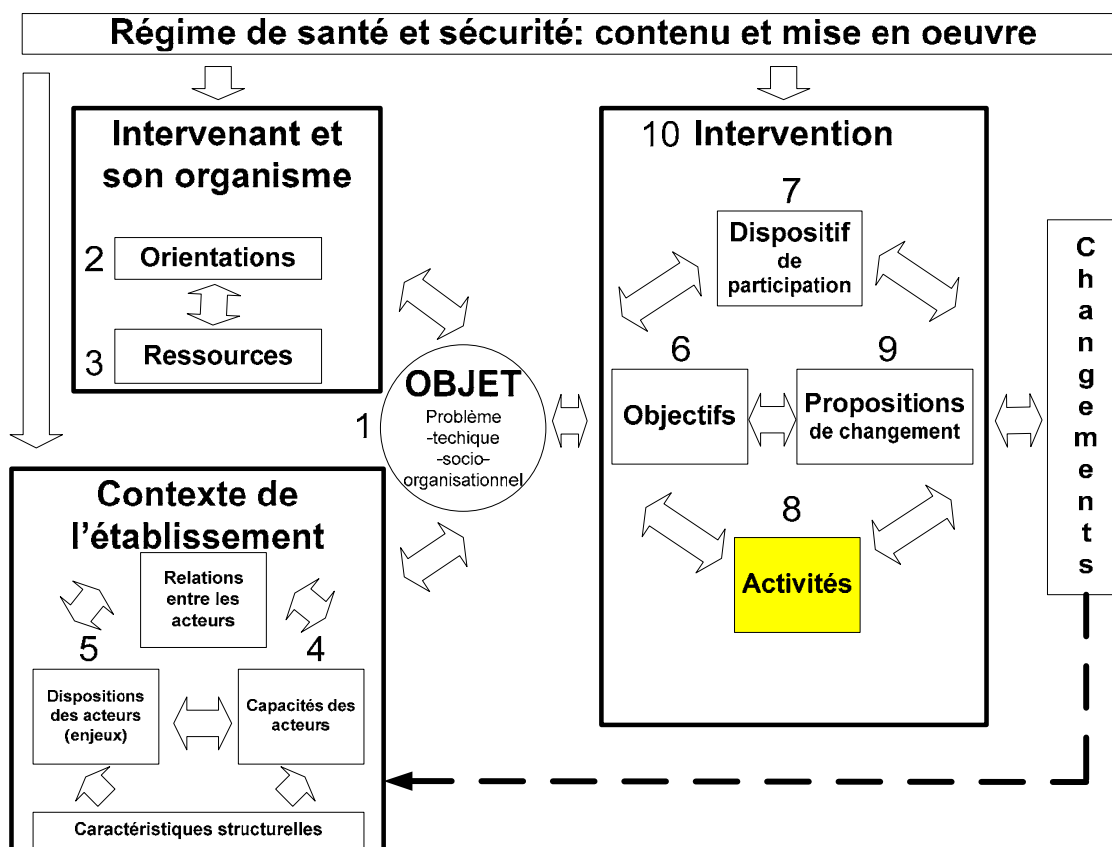 Régime de santé et sécurité: contenu et mise en oeuvre
Intervenant et
son organisme
2
Orientations
3
Ressources
1
OBJET
Problème
-techique
-socio-
organisationnel
Contexte de
l'établissement
Relations
entre les
acteurs
5
4
Dispositions
des acteurs
(enjeux)
Capacités des
acteurs
Caractéristiques structurelles
10 Intervention
7
Dispositif
de
participation
6
9
Objectifs
Propositions
de changement
8
Activités
Changements